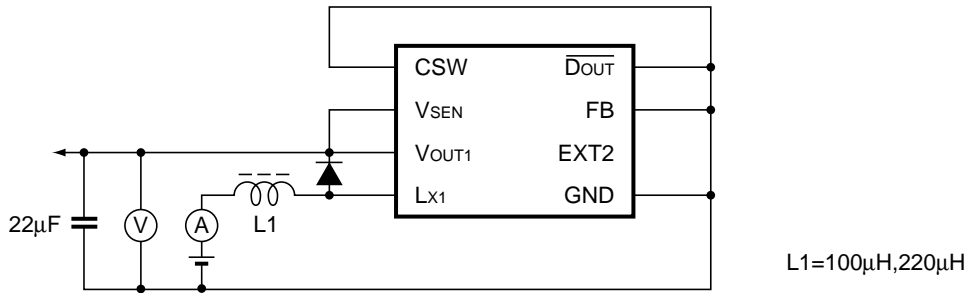 CSW DOUT
VSEN FB
VOUT1 EXT2
LX1 GND
22μF V A L1
L1=100μH,220μH